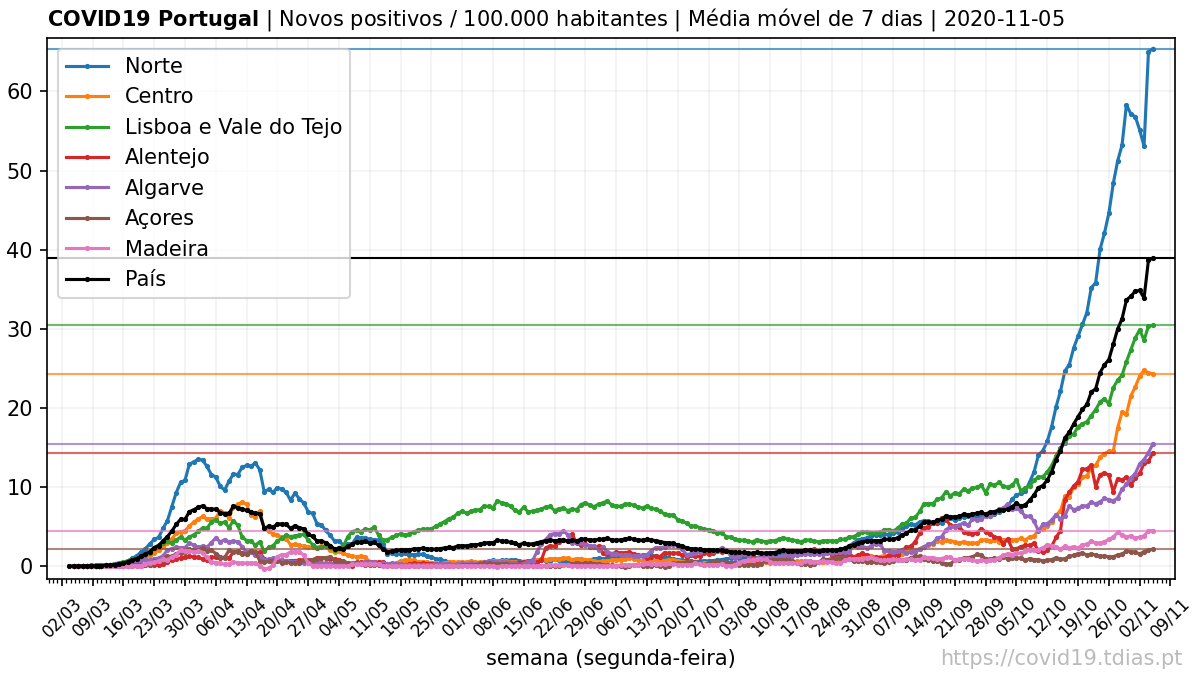 COVID19 Portugal | Novos positivos / 100.000 habitantes | Média móvel de 7 dias | 2020-11-05
Norte
Centro
Lisboa e Vale do Tejo
Alentejo
Algarve
Açores
Madeira
País
60
50
40
30
20
10
0
02/03 09/03 16/03 23/03 30/03 06/04 13/04 20/04 27/04 04/05 11/05 18/05 25/05 01/06 08/06 15/06 22/06 29/06 06/07 13/07 20/07 27/07 03/08 10/08 17/08 24/08 31/08 07/09 14/09 21/09 28/09 05/10 12/10 19/10 26/10 02/11 09/11
semana (segunda-feira)
https://covid19.tdias.pt